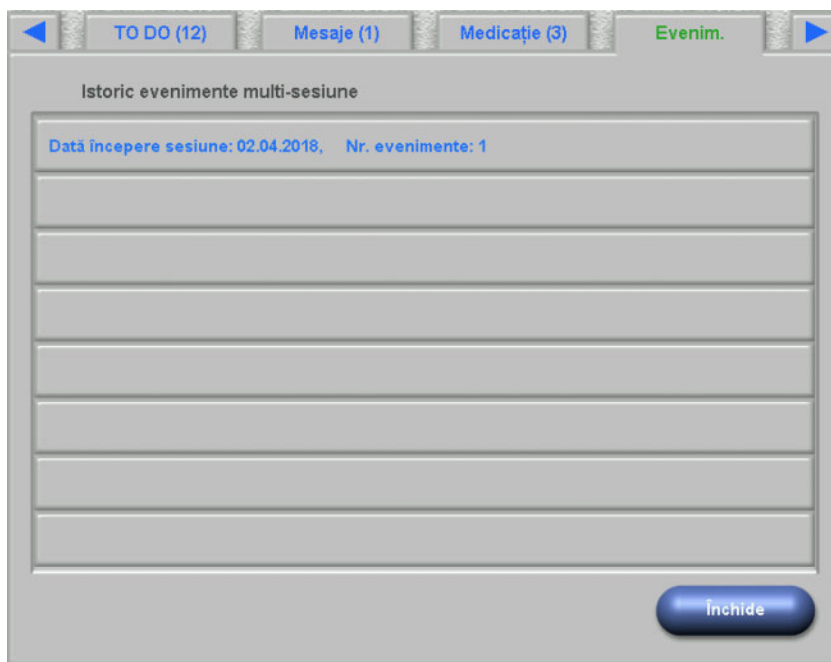 TO DO (12) Mesaje (1) Medicație (3) Evenim.
Istoric evenimente multi-sesiune
Dată începere sesiune: 02.04.2018, Nr. evenimente: 1
Închide